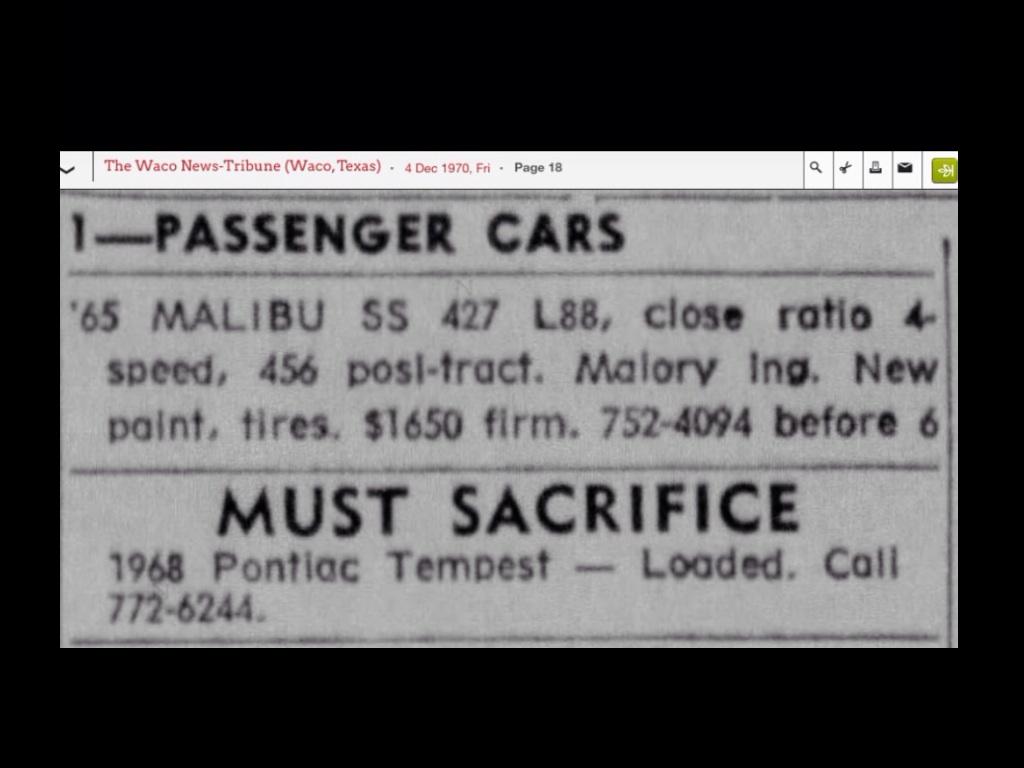 The Waco News-Tribune (Waco, Texas) · 4 Dec 1970, Fri · Page 18
1—PASSENGER CARS
'65 MALIBU SS 427 L88, close ratio 4-
speed, 456 posi-tract. Malory ing. New
paint, tires. $1650 firm. 752-4094 before 6
MUST SACRIFICE
1968 Pontiac Tempest — Loaded. Call
772-6244.